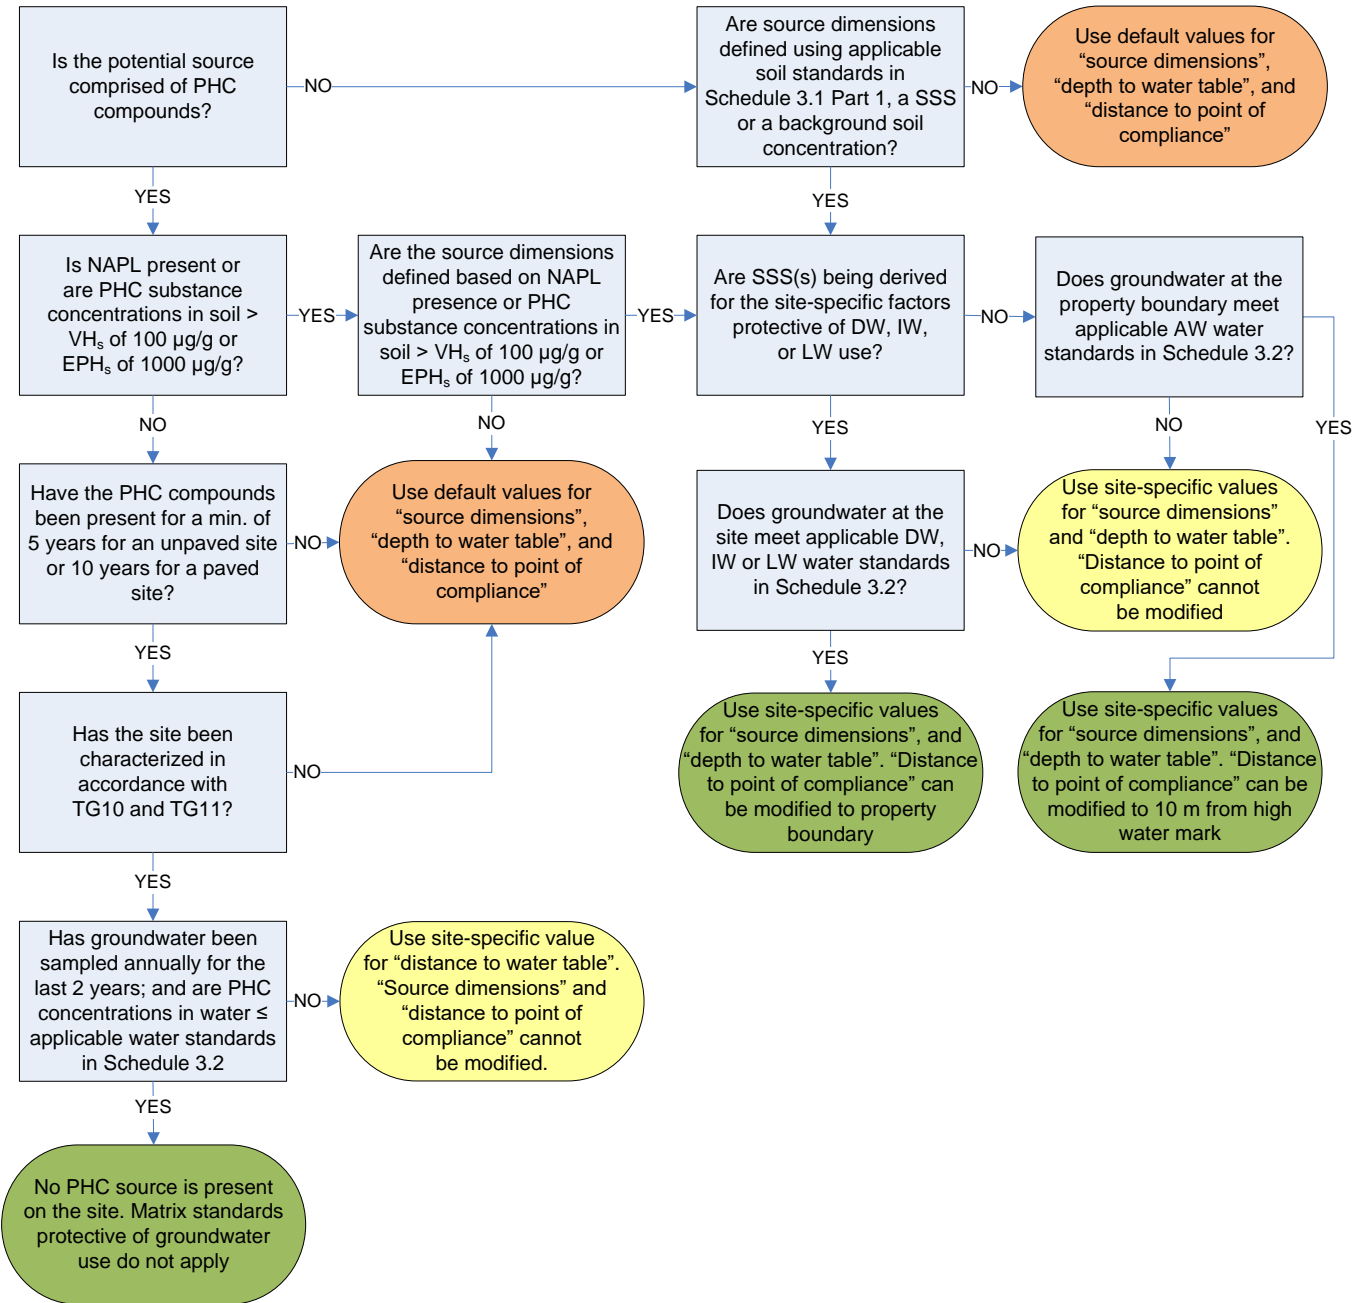 Is the potential source
comprised of PHC
compounds?
NO
Are source dimensions
defined using applicable
soil standards in
Schedule 3.1 Part 1, a SSS
or a background soil
concentration?
NO
Use default values for
“source dimensions”,
“depth to water table”, and
“distance to point of
compliance”
YES
YES
Is NAPL present or
are PHC substance
concentrations in soil >
VHs of 100 µg/g or
EPHs of 1000 µg/g?
YES
Are the source dimensions
defined based on NAPL
presence or PHC
substance concentrations in
soil > VHs of 100 µg/g or
EPHs of 1000 µg/g?
YES
Are SSS(s) being derived
for the site-specific factors
protective of DW, IW,
or LW use?
NO
Does groundwater at the
property boundary meet
applicable AW water
standards in Schedule 3.2?
NO
NO
YES
NO
YES
Have the PHC compounds
been present for a min. of
5 years for an unpaved site
or 10 years for a paved
site?
NO
Use default values for
“source dimensions”,
“depth to water table”, and
“distance to point of
compliance”
Does groundwater at the
site meet applicable DW,
IW or LW water standards
in Schedule 3.2?
NO
Use site-specific values
for “source dimensions”
and “depth to water table”.
“Distance to point of
compliance” cannot
be modified
YES
YES
Has the site been
characterized in
accordance with
TG10 and TG11?
NO
Use site-specific values
for “source dimensions”, and
“depth to water table”. “Distance
to point of compliance” can
be modified to property
boundary
Use site-specific values
for “source dimensions”, and
“depth to water table”. “Distance
to point of compliance” can be
modified to 10 m from high
water mark
YES
Has groundwater been
sampled annually for the
last 2 years; and are PHC
concentrations in water ≤
applicable water standards
in Schedule 3.2
NO
Use site-specific value
for “distance to water table”.
“Source dimensions” and
“distance to point of
compliance” cannot
be modified.
YES
No PHC source is present
on the site. Matrix standards
protective of groundwater
use do not apply